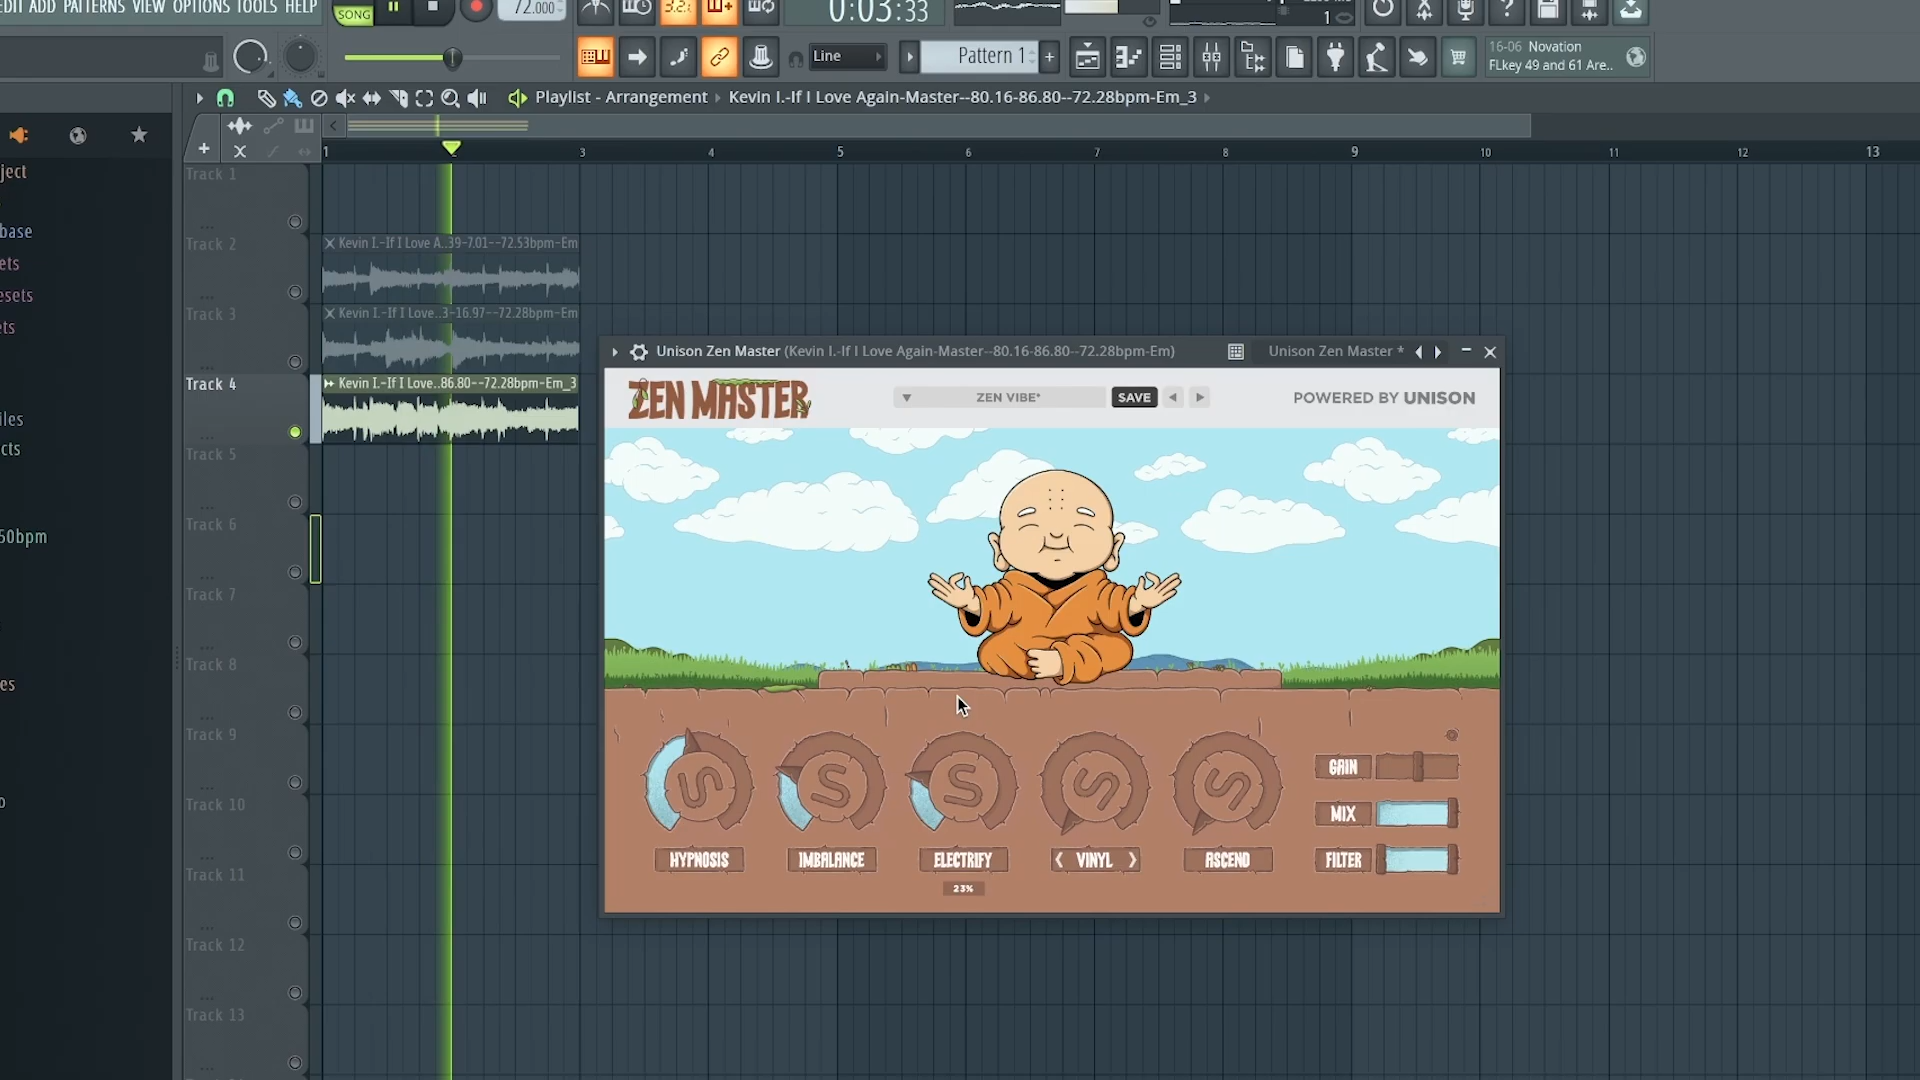 EDIT ADD PATTERNS VIEW OPTIONS TOOLS HELP
SONG
72.000
3.2.
0:03:33
1
Line
Pattern 1
+
16-06 Novation
FLkey 49 and 61 Are..
Playlist - Arrangement › Kevin I.-If I Love Again-Master--80.16-86.80--72.28bpm-Em_3 ›
1 2 3 4 5 6 7 8 9 10 11 12 13
ject
base
ets
esets
ets
iles
cts
50bpm
es
o
Track 1
Track 2
Kevin I.-If I Love A..39-7.01--72.53bpm-Em
Track 3
Kevin I.-If I Love..3-16.97--72.28bpm-Em
Track 4
Kevin I.-If I Love..86.80--72.28bpm-Em_3
Track 5
Track 6
Track 7
Track 8
Track 9
Track 10
Track 11
Track 12
Track 13
Unison Zen Master (Kevin I.-If I Love Again-Master--80.16-86.80--72.28bpm-Em)
Unison Zen Master *
ZEN MASTER
ZEN VIBE*
SAVE
POWERED BY UNISON
HYPNOSIS
IMBALANCE
ELECTRIFY
23%
VINYL
ASCEND
GAIN
MIX
FILTER